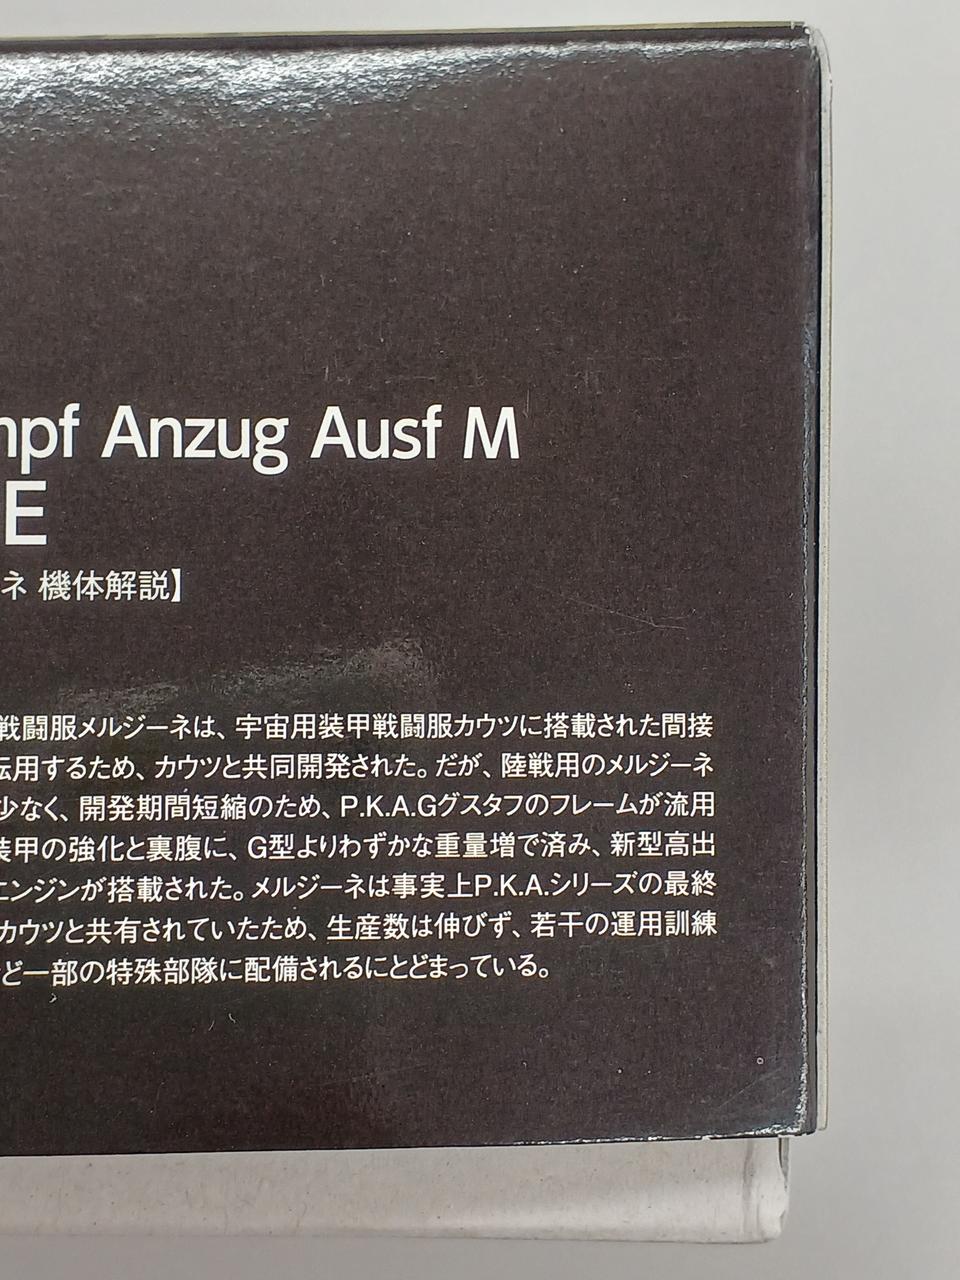 mpf Anzug Ausf M
E
ネ 機体解説】
戦闘服メルジーネは、宇宙用装甲戦闘服カウツに搭載された間接
転用するため、カウツと共同開発された。だが、陸戦用のメルジーネ
少なく、開発期間短縮のため、P.K.A.Gグスタフのフレームが流用
装甲の強化と裏腹に、G型よりわずかな重量増で済み、新型高出
エンジンが搭載された。メルジーネは事実上P.K.A.シリーズの最終
カウツと共有されていたため、生産数は伸びず、若干の運用訓練
ど一部の特殊部隊に配備されるにとどまっている。